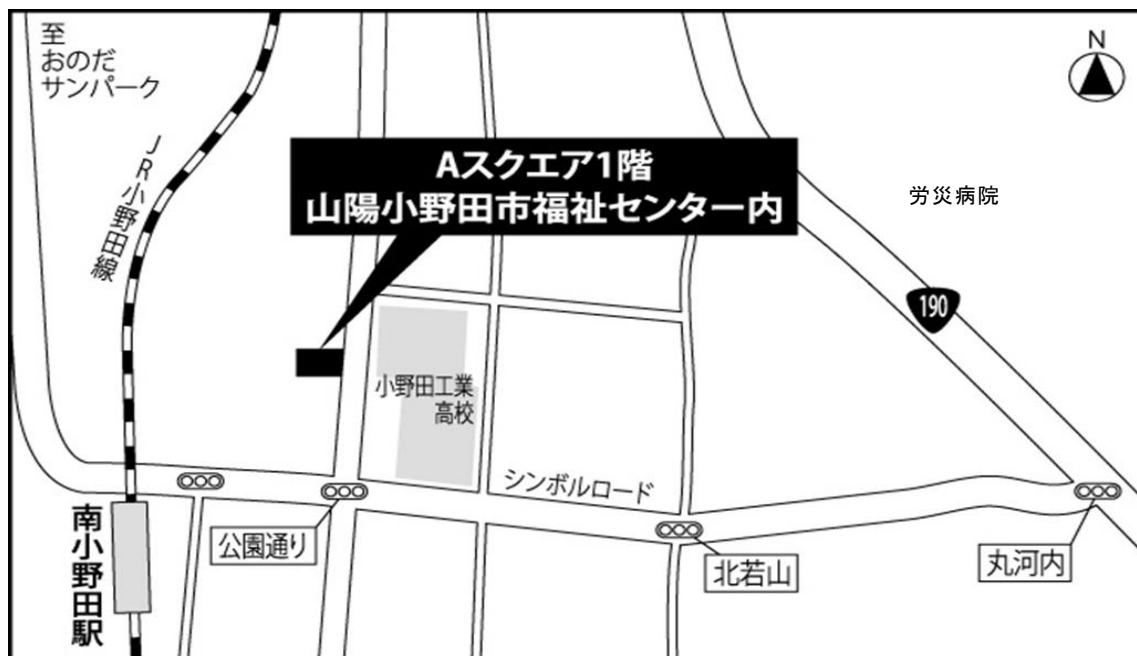 至
おのだ
サンパーク
N
JR小野田線
Aスクエア1階
山陽小野田市福祉センター内
労災病院
190
小野田工業
高校
シンボルロード
南小野田駅
公園通り
北若山
丸河内